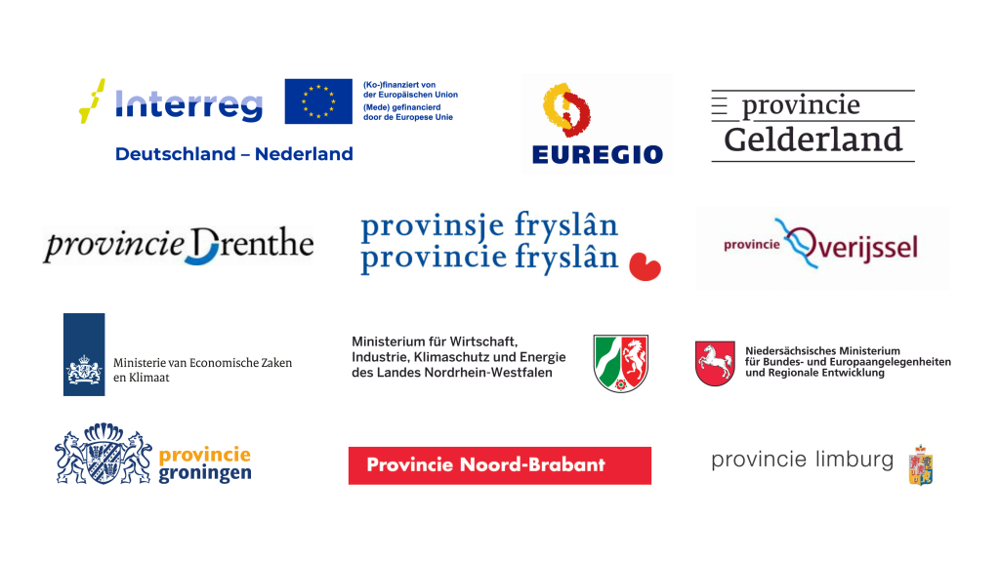 Interreg
(Ko-)finanziert von
der Europäischen Union
(Mede) gefinancierd
door de Europese Unie
Deutschland – Nederland
EUREGIO
provincie
Gelderland
provincie Drenthe
provinsje fryslân
provincie fryslân
provincie Overijssel
Ministerie van Economische Zaken
en Klimaat
Ministerium für Wirtschaft,
Industrie, Klimaschutz und Energie
des Landes Nordrhein-Westfalen
Niedersächsisches Ministerium
für Bundes- und Europaangelegenheiten
und Regionale Entwicklung
provincie
groningen
Provincie Noord-Brabant
provincie limburg